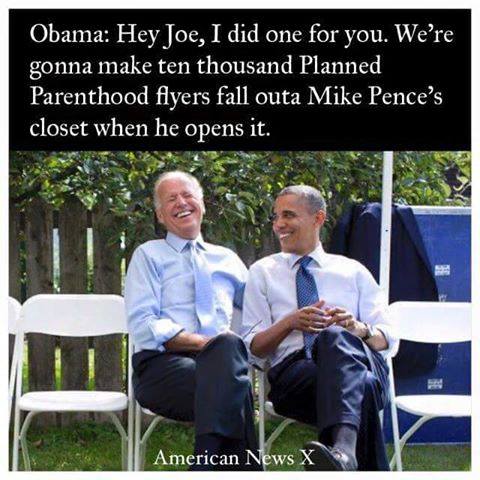 Obama: Hey Joe, I did one for you. We're
gonna make ten thousand Planned
Parenthood flyers fall outa Mike Pence's
closet when he opens it.
American News X